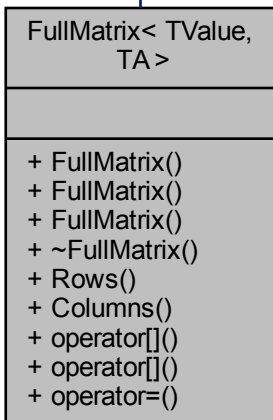 FullMatrix< TValue,
TA >
+ FullMatrix()
+ FullMatrix()
+ FullMatrix()
+ ~FullMatrix()
+ Rows()
+ Columns()
+ operator[]()
+ operator[]()
+ operator=()